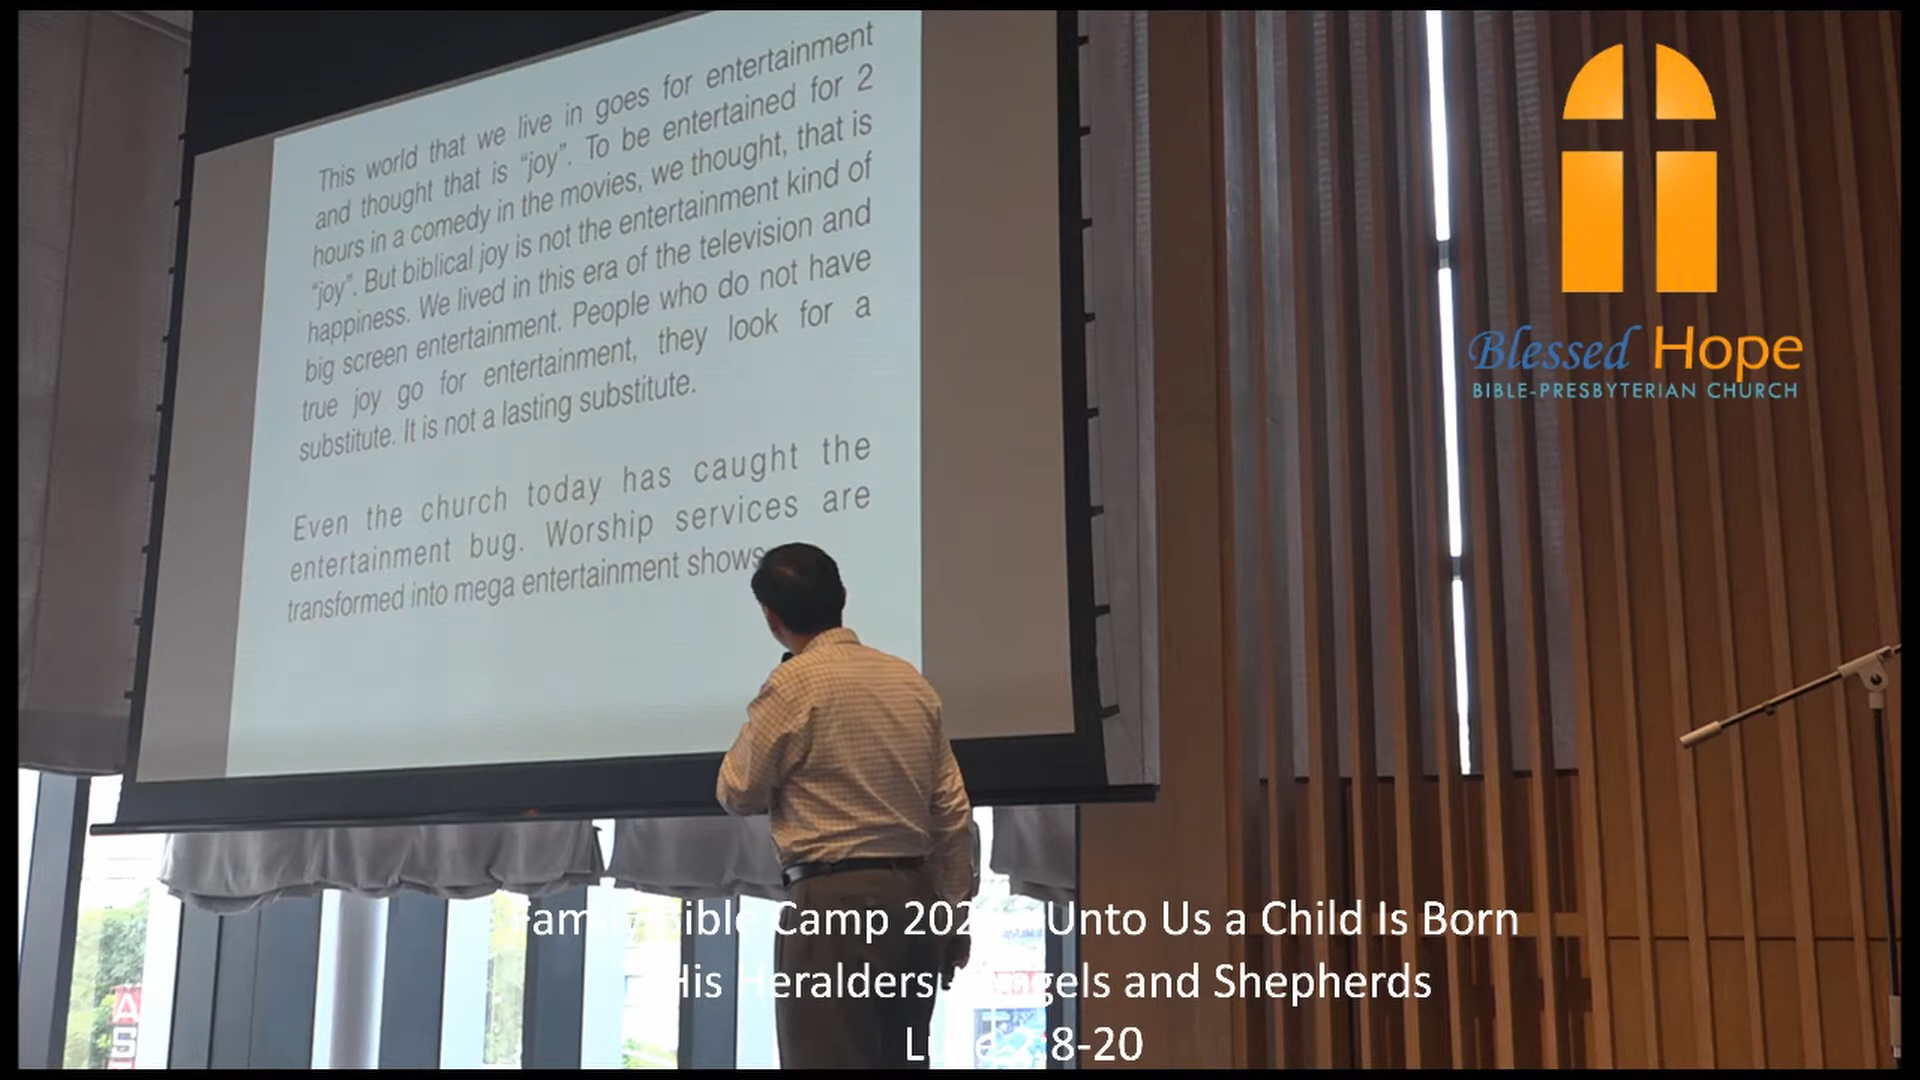 This world that we live in goes for entertainment
and thought that is “joy”. To be entertained for 2
hours in a comedy in the movies, we thought, that is
“joy”. But biblical joy is not the entertainment kind of
happiness. We lived in this era of the television and
big screen entertainment. People who do not have
true joy go for entertainment, they look for a
substitute. It is not a lasting substitute.
Even the church today has caught the
entertainment bug. Worship services are
transformed into mega entertainment shows
Blessed Hope
BIBLE-PRESBYTERIAN CHURCH
Family Bible Camp Unto Us a Child Is Born
His Heralders Angels and Shepherds
8-20